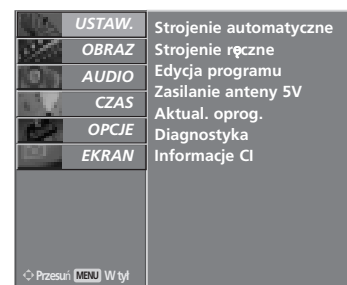 USTAW.
OBRAZ
AUDIO
CZAS
OPCJE
EKRAN
Strojenie automatyczne
Strojenie ręczne
Edycja programu
Zasilanie anteny 5V
Aktual. oprog.
Diagnostyka
Informacje CI
Przesuń MENU W tył